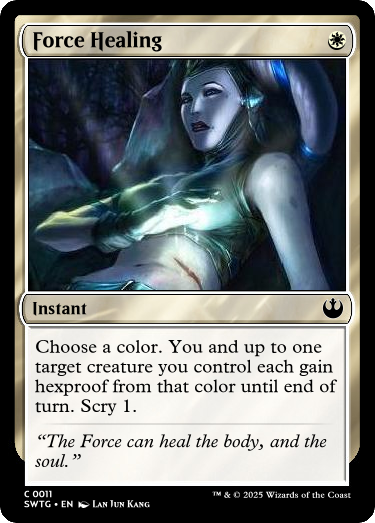 Force Healing
Instant
Choose a color. You and up to one
target creature you control each gain
hexproof from that color until end of
turn. Scry 1.
“The Force can heal the body, and the
soul.”
C 0011
SWTG • EN Lan Jun Kang
™ & © 2025 Wizards of the Coast